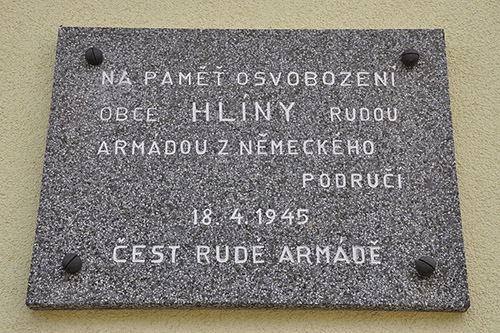 NA PAMĚŤ OSVOBOZENÍ
OBCE HLÍNY RUDOU
ARMÁDOU Z NĚMECKÉHO
PODRUČÍ
18. 4. 1945
ČEST RUDÉ ARMÁDĚ